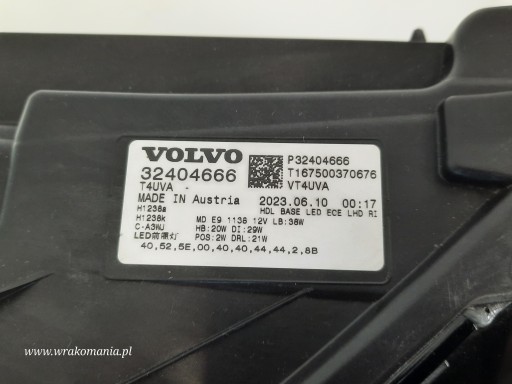 VOLVO
32404666
T4UVA -
MADE IN Austria
P32404666
T167500370676
VT4UVA
2023.06.10 00:17
HDL BASE LED ECE LHD RI
H1238a
H1238k
C-A3WJ
LED前照灯
MD E9 1138 12V LB:38W
HB:20W DI:29W
POS:2W DRL:21W
40,52,5E,00,40,40,44,44,2,8B
www.wrakomania.pl